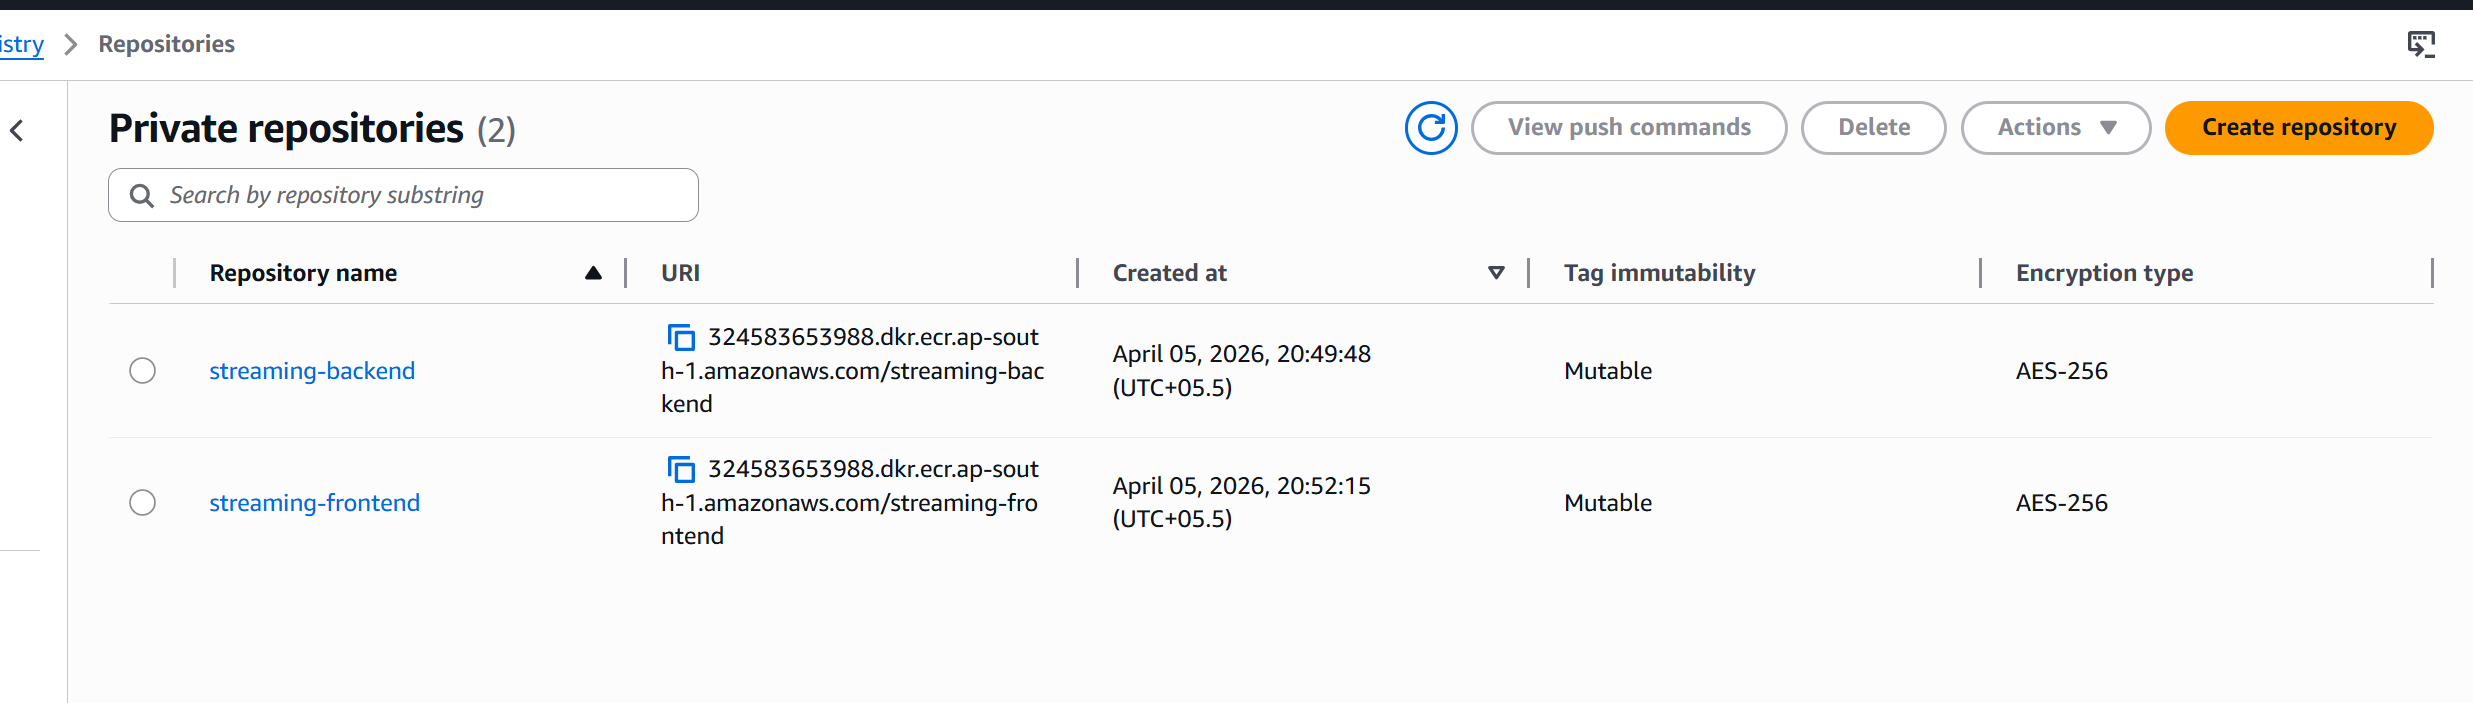 istry > Repositories
Private repositories (2)
View push commands
Delete
Actions
Create repository
Search by repository substring
Repository name
URI
Created at
Tag immutability
Encryption type
streaming-backend
324583653988.dkr.ecr.ap-sout
h-1.amazonaws.com/streaming-bac
kend
April 05, 2026, 20:49:48
(UTC+05.5)
Mutable
AES-256
streaming-frontend
324583653988.dkr.ecr.ap-sout
h-1.amazonaws.com/streaming-fro
ntend
April 05, 2026, 20:52:15
(UTC+05.5)
Mutable
AES-256